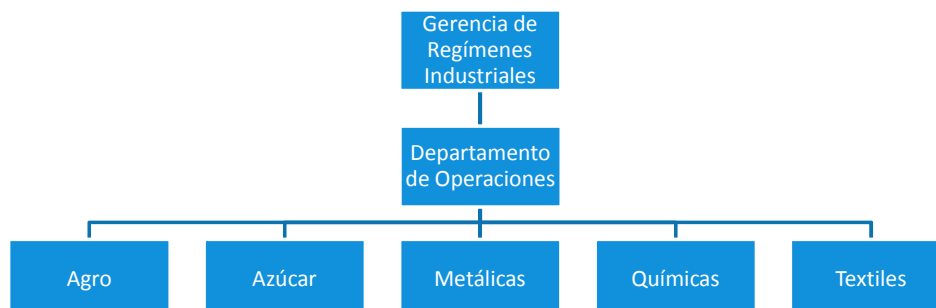 Gerencia de
Regímenes
Industriales
Departamento
de Operaciones
Agro
Azúcar
Metálicas
Químicas
Textiles